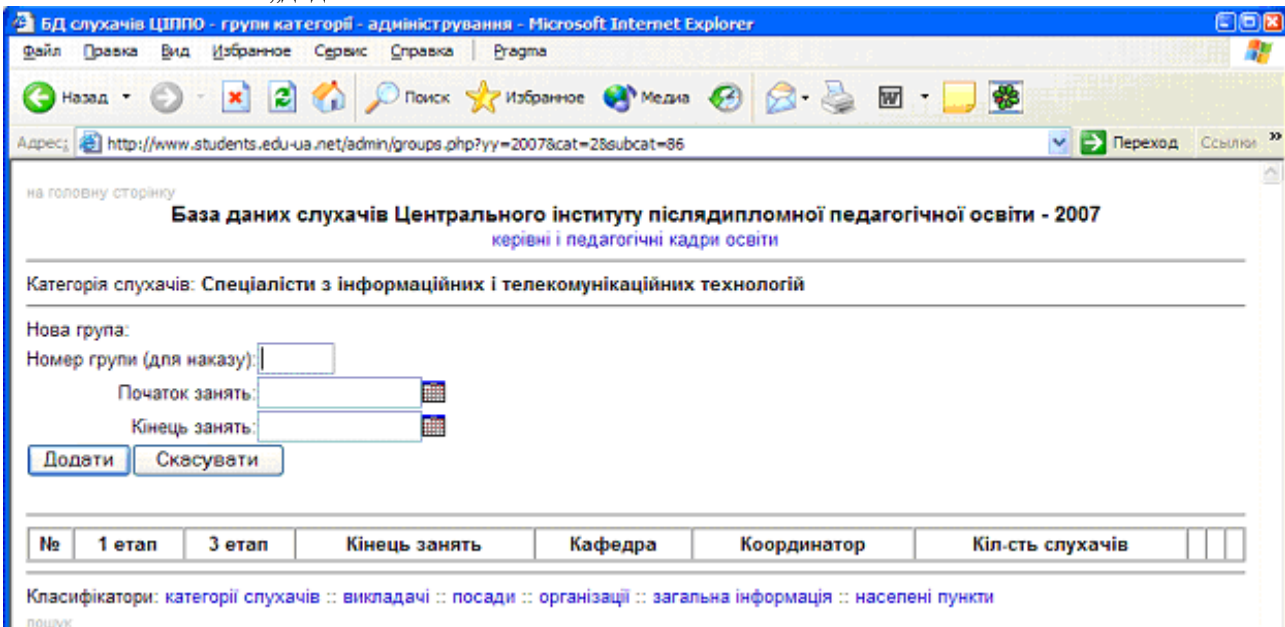 БД слухачів ЦІППО - групи категорії - адміністрування - Microsoft Internet Explorer
Файл Правка Вид Избранное Сервис Справка Pragma
Назад Поиск Избранное Медиа
Адрес: http://www.students.edu-ua.net/admin/groups.php?yy=2007&cat=2&subcat=86 Переход Ссылки »
на головну сторінку
База даних слухачів Центрального інституту післядипломної педагогічної освіти - 2007
керівні і педагогічні кадри освіти
Категорія слухачів: Спеціалісти з інформаційних і телекомунікаційних технологій
Нова група:
Номер групи (для наказу):
Початок занять:
Кінець занять:
Додати Скасувати
№ 1 етап 3 етап Кінець занять Кафедра Координатор Кіл-сть слухачів
Класифікатори: категорії слухачів :: викладачі :: посади :: організації :: загальна інформація :: населені пункти
пошук